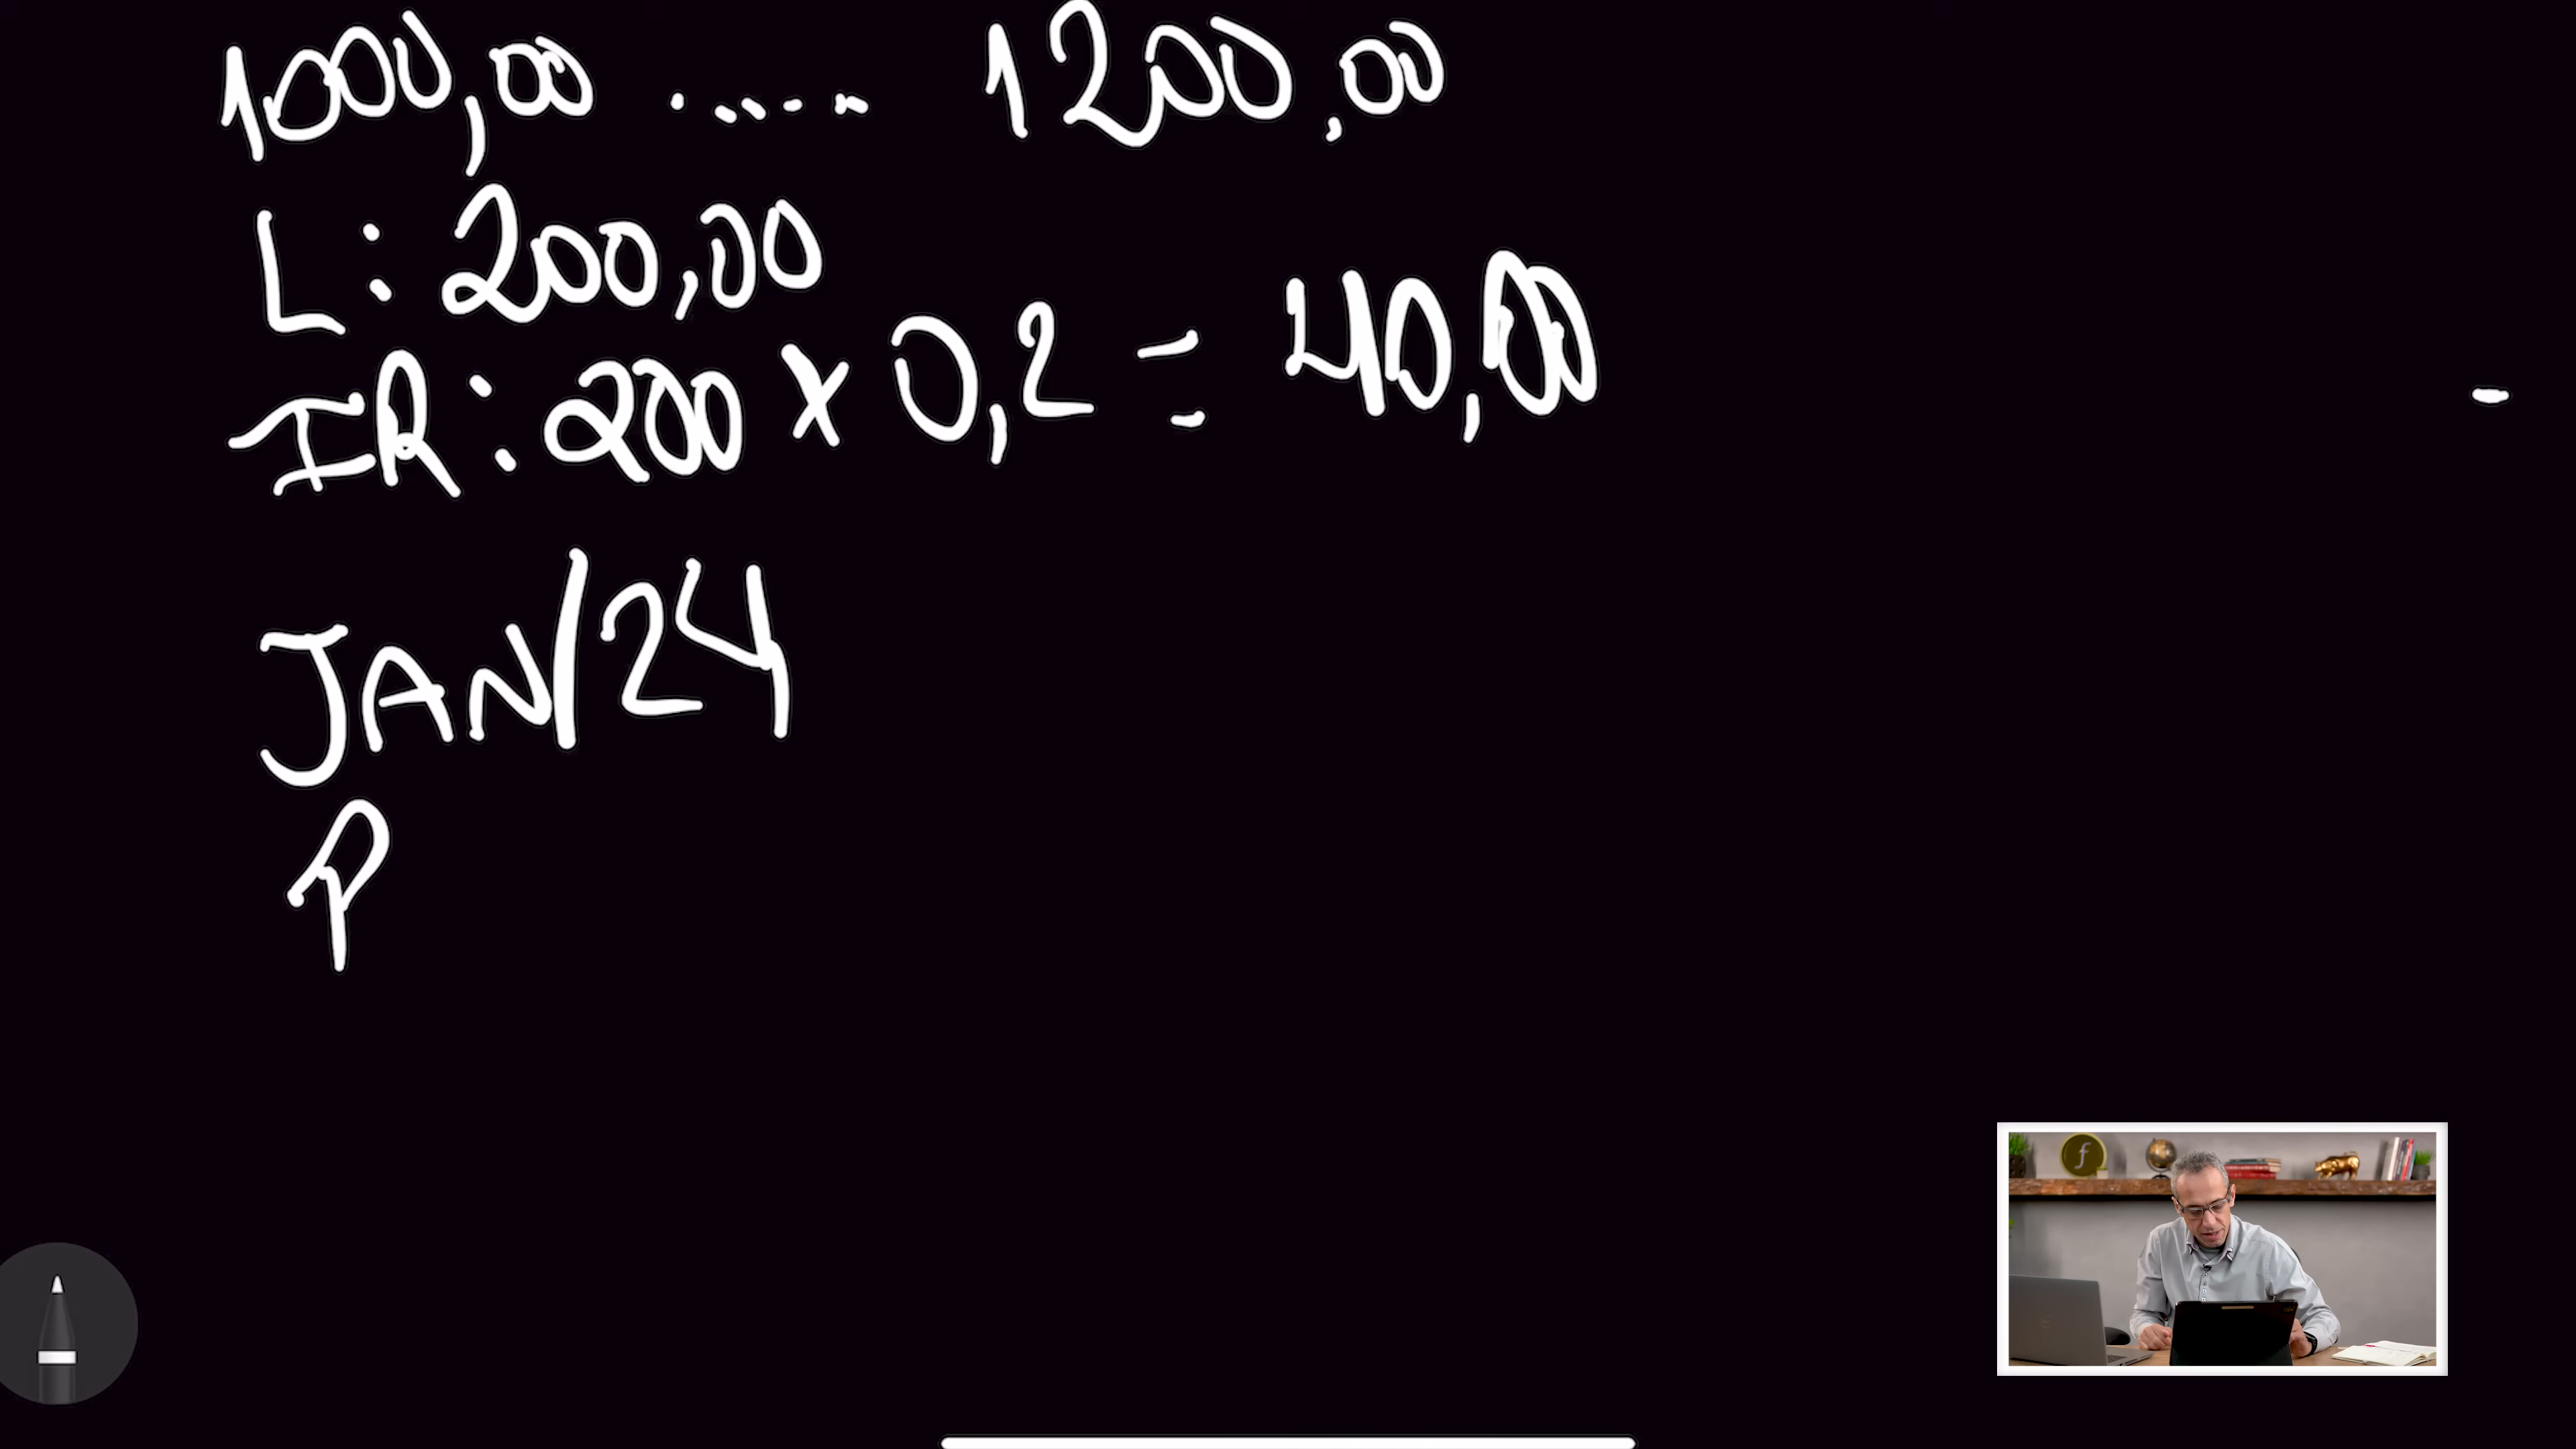 1000,00 ..... 1200,00
L: 200,00
IR: 200 x 0,2 = 40,00
-
JAN/24
P
f